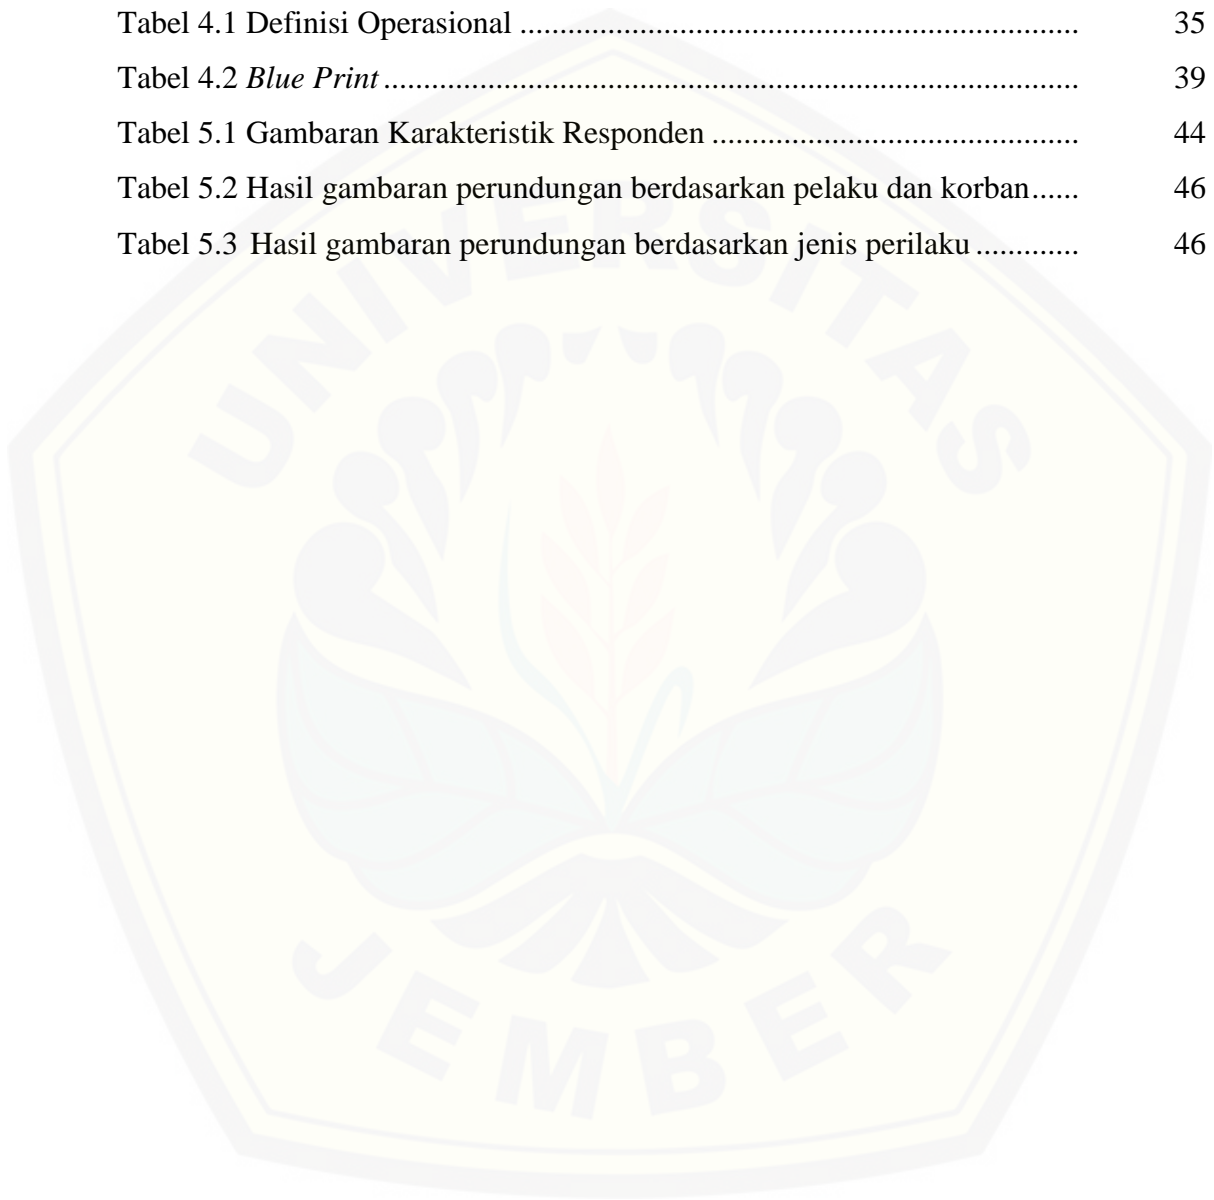 Tabel 4.1 Definisi Operasional ...................................................................... 35
Tabel 4.2 Blue Print ....................................................................................... 39
Tabel 5.1 Gambaran Karakteristik Responden .............................................. 44
Tabel 5.2 Hasil gambaran perundungan berdasarkan pelaku dan korban...... 46
Tabel 5.3 Hasil gambaran perundungan berdasarkan jenis perilaku ............. 46
UNIVERSITAS
JEMBER